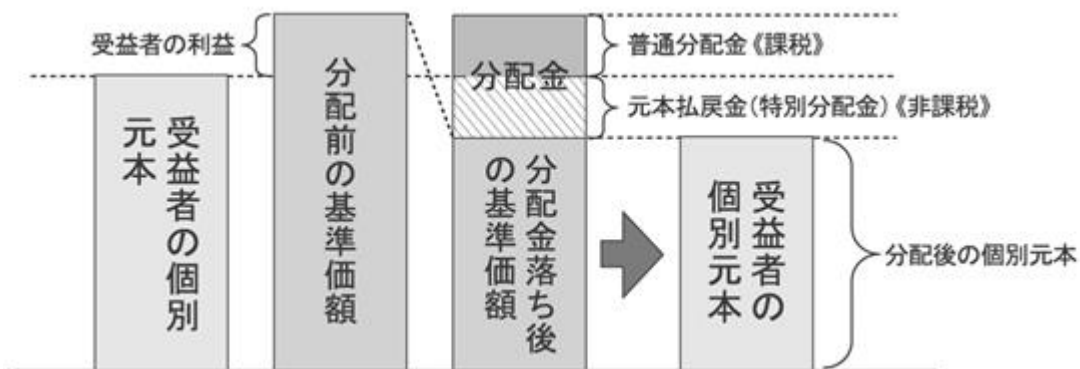 受益者の利益
普通分配金《課税》
分配金
元本払戻金(特別分配金)《非課税》
受益者の個別
元本
分配前の基準価額
分配金落ち後
の基準価額
受益者の
個別元本
分配後の個別元本